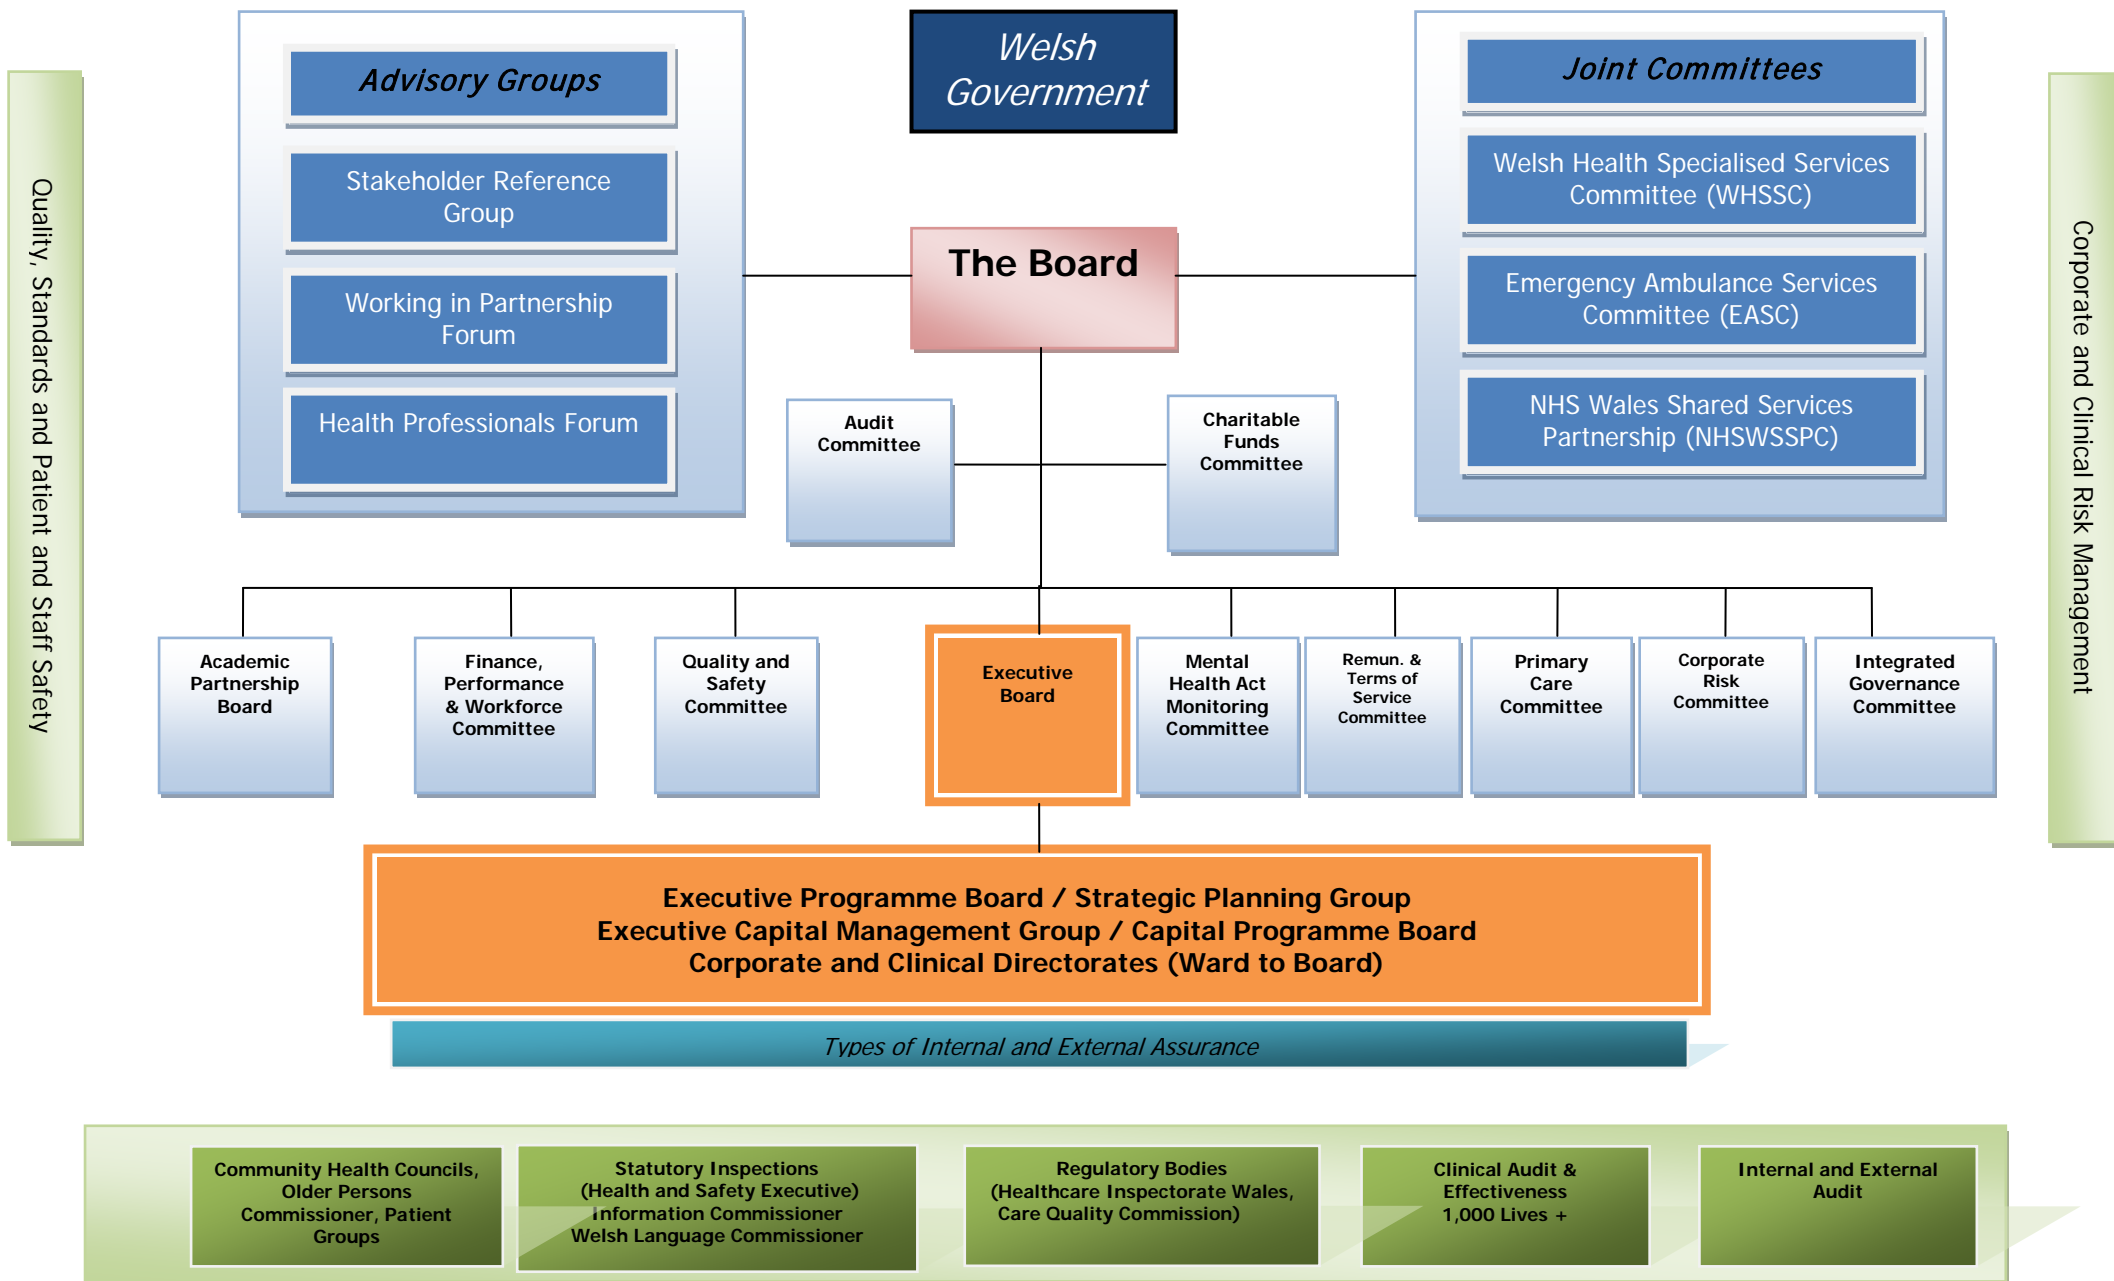 Welsh
Government
Advisory Groups
Stakeholder Reference
Group
Working in Partnership
Forum
Health Professionals Forum
Joint Committees
Welsh Health Specialised Services
Committee (WHSSC)
Emergency Ambulance Services
Committee (EASC)
NHS Wales Shared Services
Partnership (NHSWSSPC)
Quality, Standards and Patient and Staff Safety
Corporate and Clinical Risk Management
The Board
Audit
Committee
Charitable
Funds
Committee
Academic
Partnership
Board
Finance,
Performance
& Workforce
Committee
Quality and
Safety
Committee
Executive
Board
Mental
Health Act
Monitoring
Committee
Remun. &
Terms of
Service
Committee
Primary
Care
Committee
Corporate
Risk
Committee
Integrated
Governance
Committee
Executive Programme Board / Strategic Planning Group
Executive Capital Management Group / Capital Programme Board
Corporate and Clinical Directorates (Ward to Board)
Types of Internal and External Assurance
Community Health Councils,
Older Persons
Commissioner, Patient
Groups
Statutory Inspections
(Health and Safety Executive)
Information Commissioner
Welsh Language Commissioner
Regulatory Bodies
(Healthcare Inspectorate Wales,
Care Quality Commission)
Clinical Audit &
Effectiveness
1,000 Lives +
Internal and External
Audit